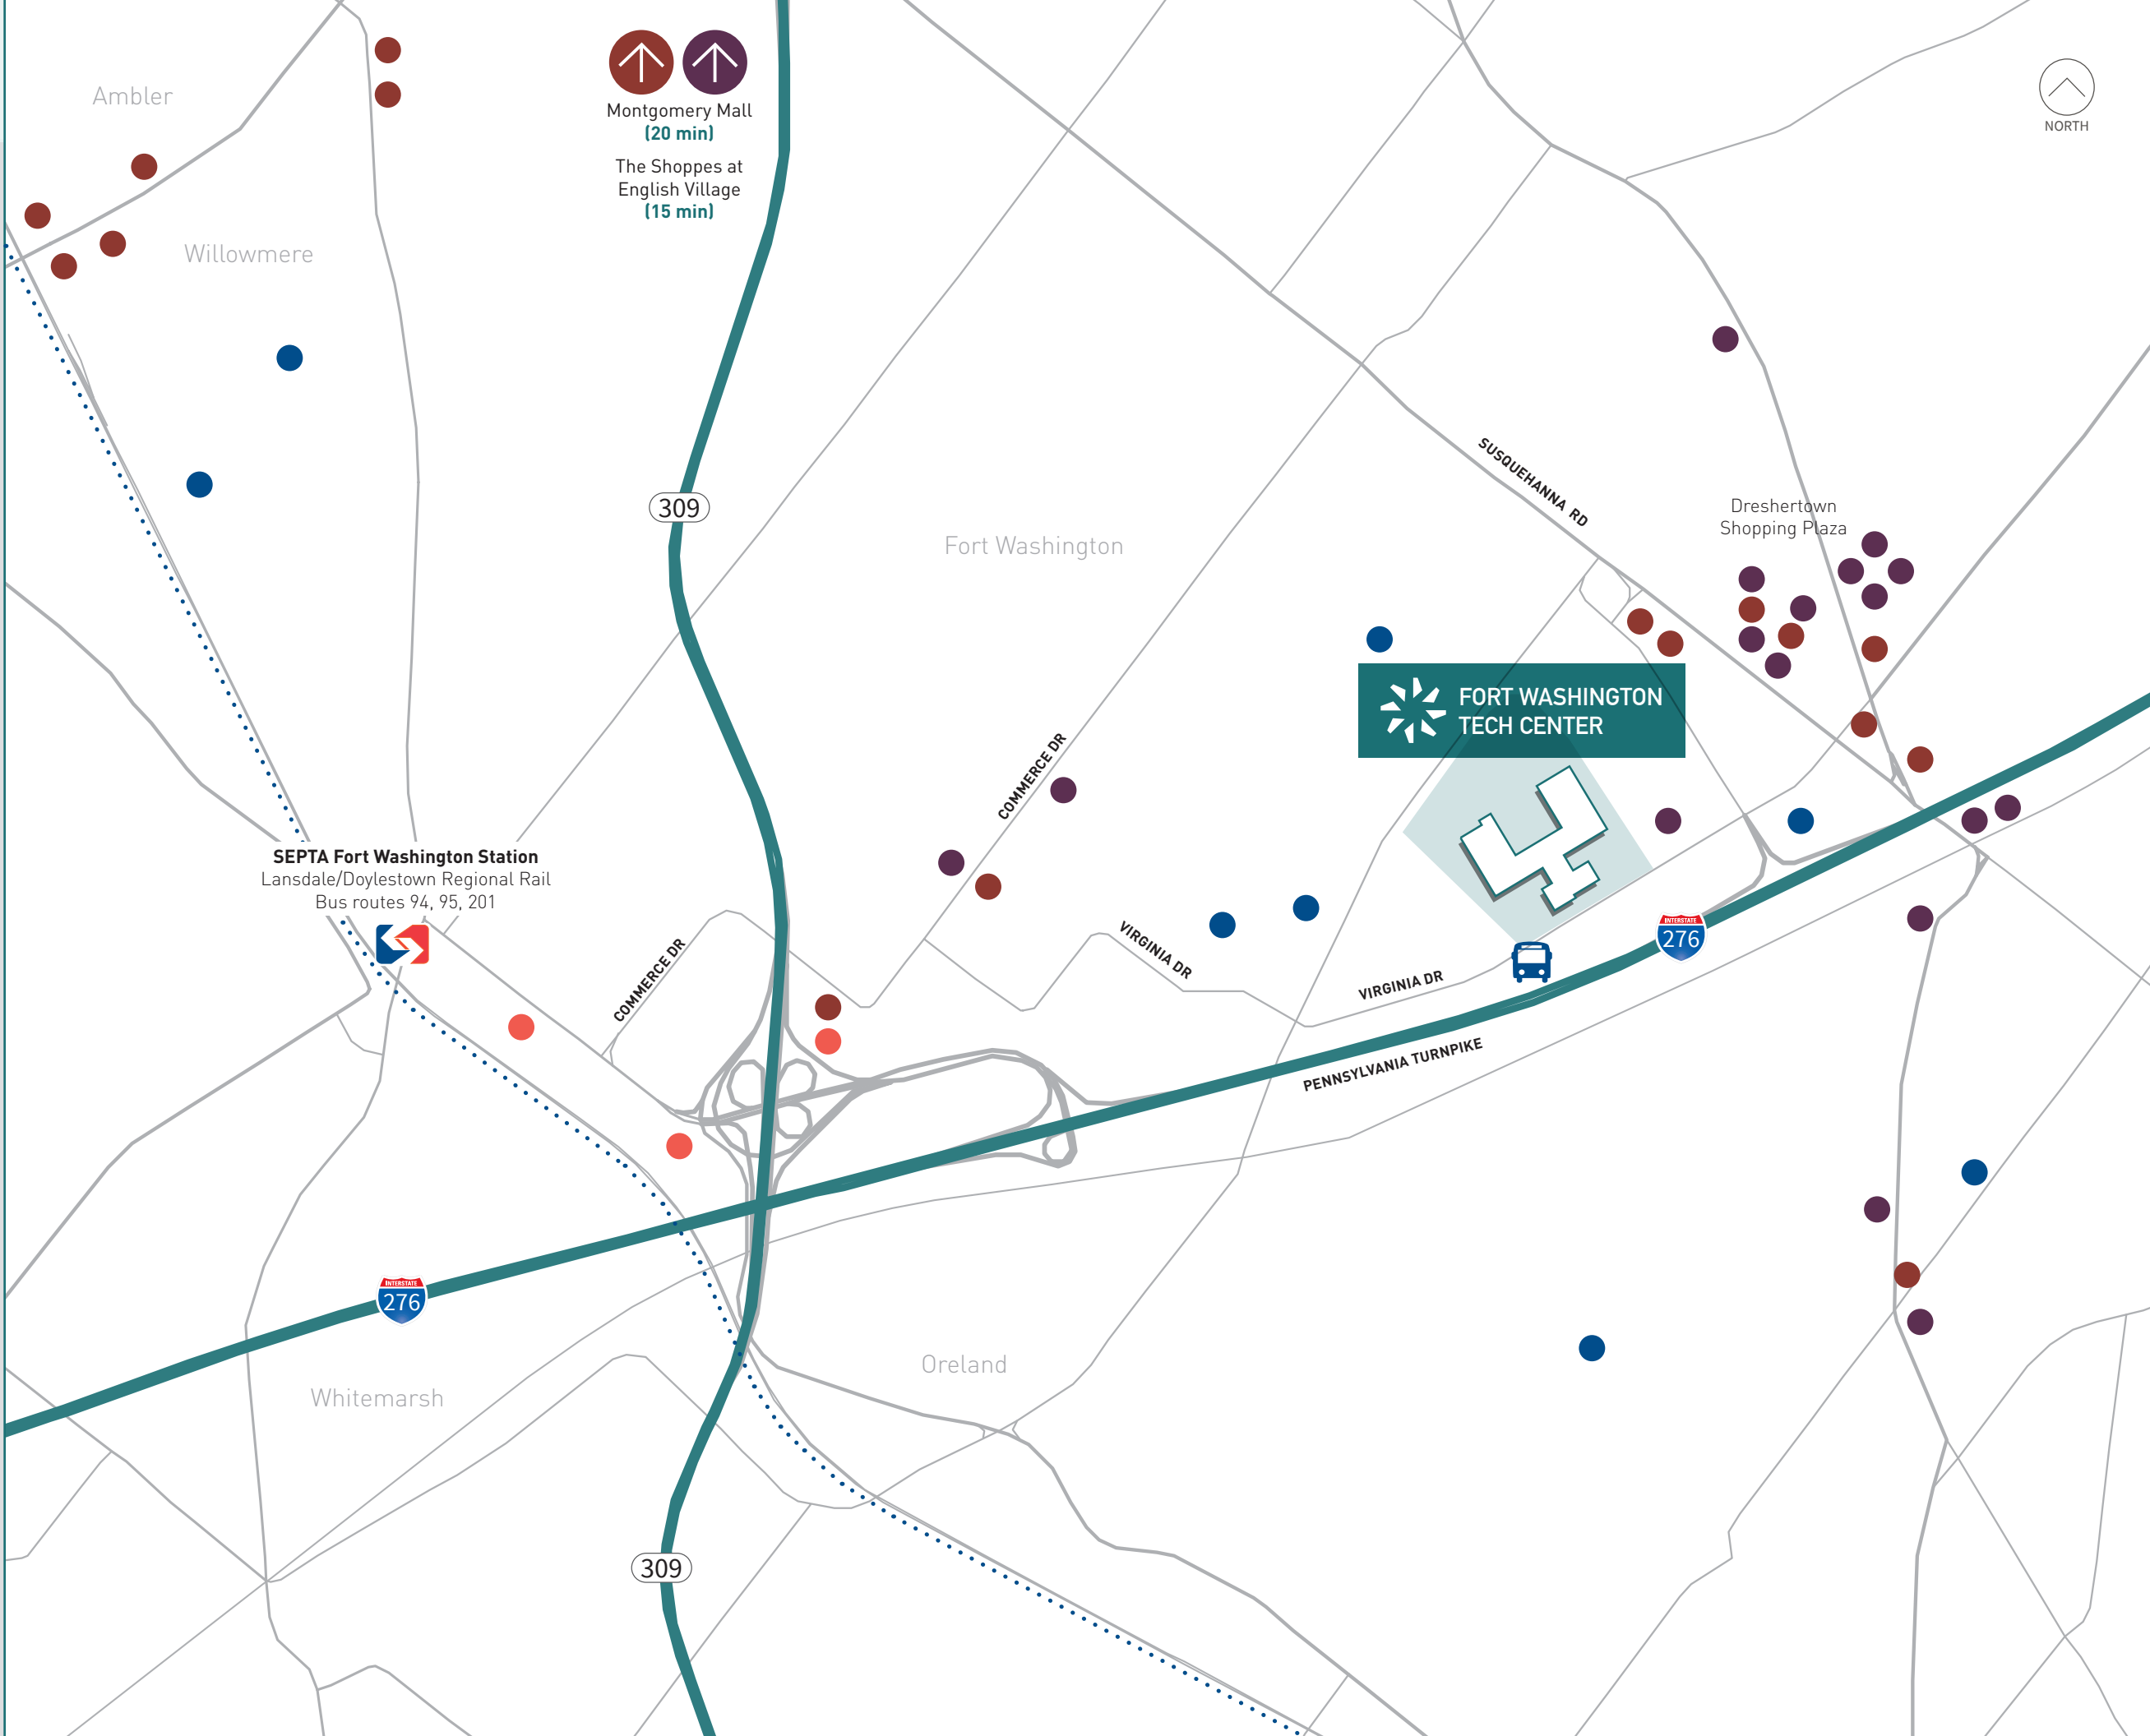 Ambler
Montgomery Mall
(20 min)
The Shoppes at
English Village
(15 min)
NORTH
Willowmere
309
Fort Washington
SUSQUEHANNA RD
Dreshertown
Shopping Plaza
FORT WASHINGTON
TECH CENTER
COMMERCE DR
SEPTA Fort Washington Station
Lansdale/Doylestown Regional Rail
Bus routes 94, 95, 201
COMMERCE DR
VIRGINIA DR
VIRGINIA DR
INTERSTATE
276
PENNSYLVANIA TURNPIKE
INTERSTATE
276
Oreland
Whitemarsh
309